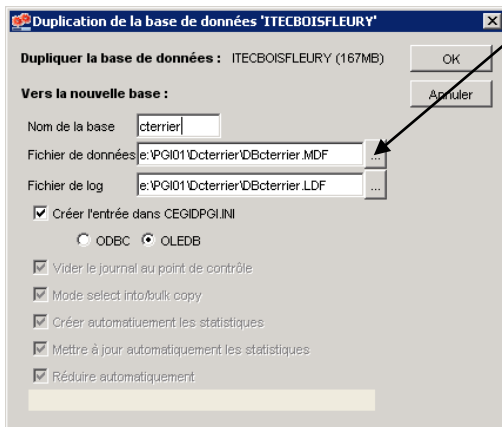 Duplication de la base de données 'ITECBOISFLEURY'
Dupliquer la base de données : ITECBOISFLEURY (167MB)
OK
Vers la nouvelle base :
Annuler
Nom de la base cterrier
Fichier de données e:\PGI01\Dcterrier\DBcterrier.MDF ...
Fichier de log e:\PGI01\Dcterrier\DBcterrier.LDF ...
Créer l'entrée dans CEGIDPGI.INI
ODBC OLEDB
Vider le journal au point de contrôle
Mode select into/bulk copy
Créer automatiuement les statistiques
Mettre à jour automatiquement les statistiques
Réduire automatiquement